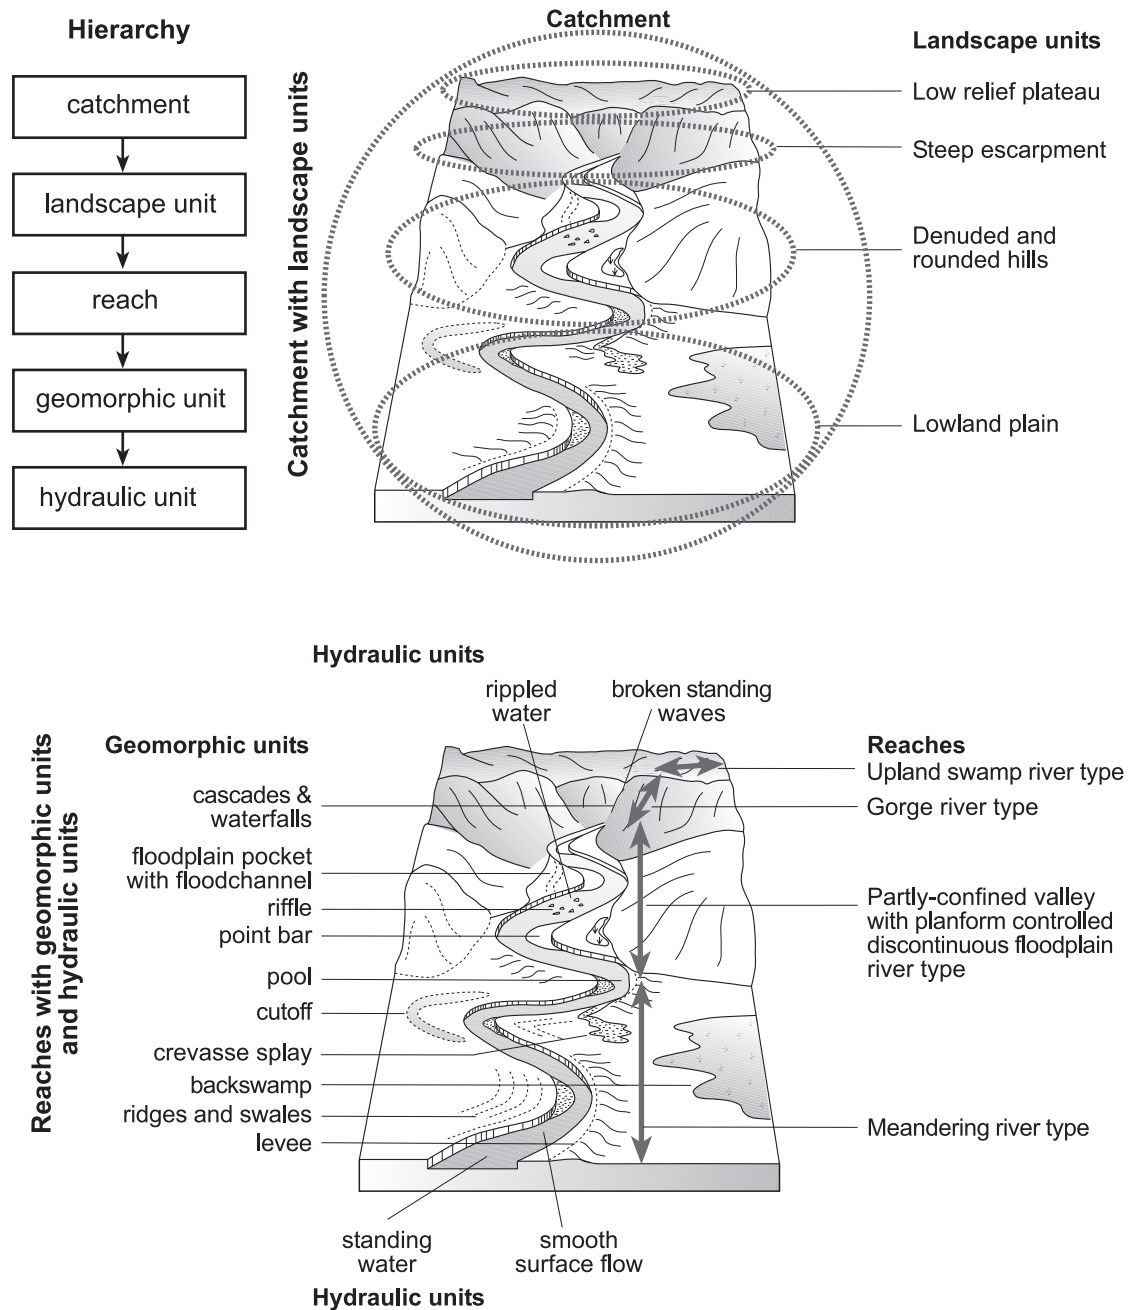 Hierarchy
catchment
landscape unit
reach
geomorphic unit
hydraulic unit
Catchment with landscape units
Catchment
Landscape units
Low relief plateau
Steep escarpment
Denuded and
rounded hills
Lowland plain
Reaches with geomorphic units
and hydraulic units
Hydraulic units
rippled
water
broken standing
waves
Geomorphic units
cascades &
waterfalls
floodplain pocket
with floodchannel
riffle
point bar
pool
cutoff
crevasse splay
backswamp
ridges and swales
levee
Reaches
Upland swamp river type
Gorge river type
Partly-confined valley
with planform controlled
discontinuous floodplain
river type
Meandering river type
standing
water
smooth
surface flow
Hydraulic units